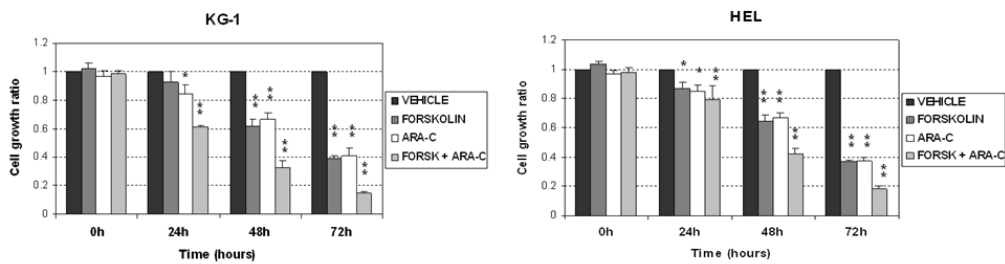 KG-1
Cell growth ratio
1.2
1
0.8
0.6
0.4
0.2
0
* ** ** ** ** ** ** **
0h 24h 48h 72h
Time (hours)
VEHICLE
FORSKOLIN
ARA-C
FORSK + ARA-C
HEL
Cell growth ratio
1.2
1
0.8
0.6
0.4
0.2
0
* * ** ** ** ** ** ** **
0h 24h 48h 72h
Time (hours)
VEHICLE
FORSKOLIN
ARA-C
FORSK + ARA-C